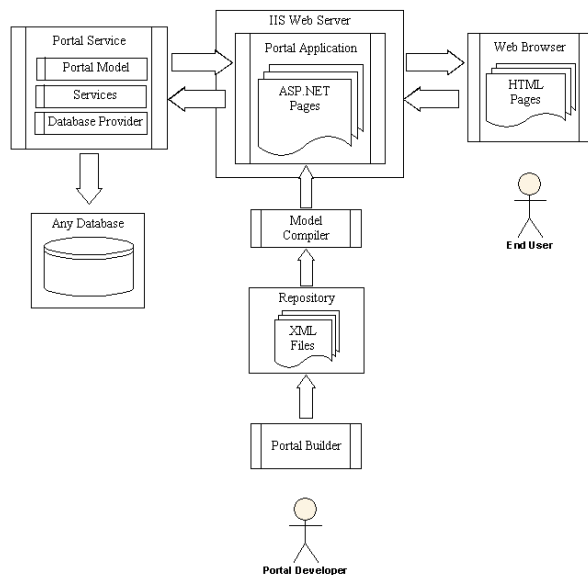 IIS Web Server
Portal Service
Portal Model
Services
Database Provider
Portal Application
ASP.NET
Pages
Web Browser
HTML
Pages
Any Database
Model
Compiler
End User
Repository
XML
Files
Portal Builder
Portal Developer